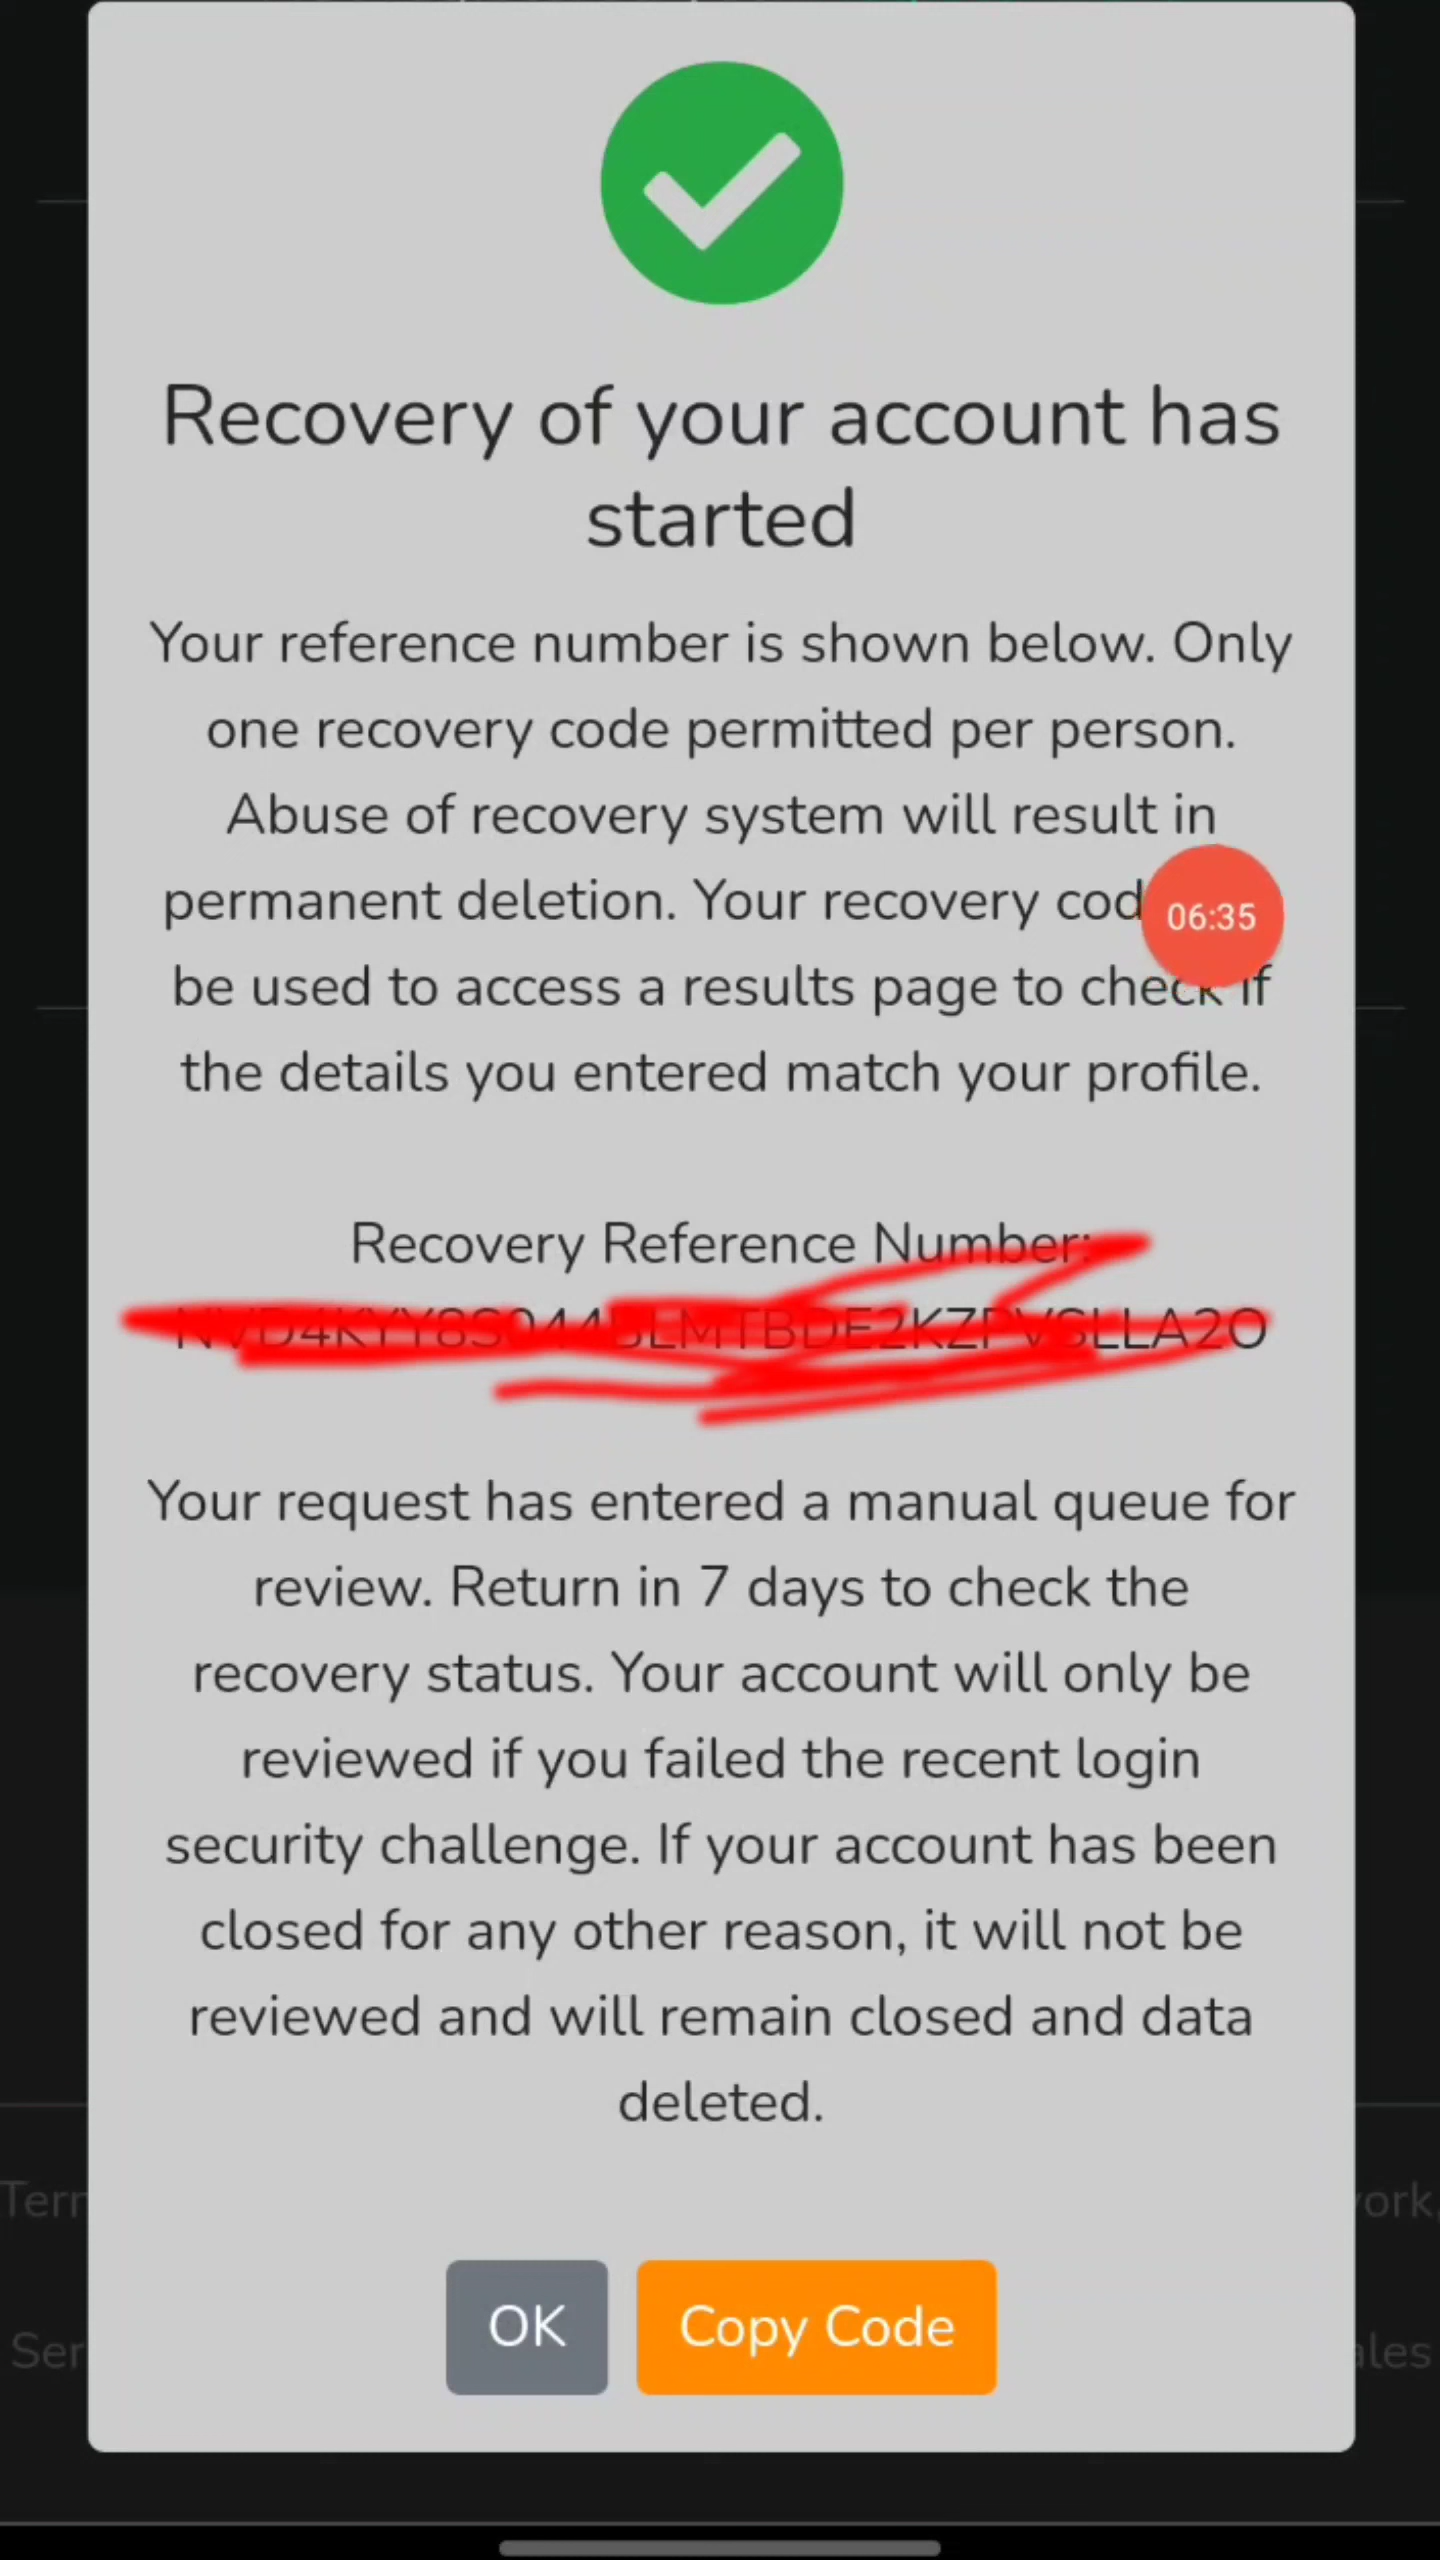 Recovery of your account has
started
Your reference number is shown below. Only
one recovery code permitted per person.
Abuse of recovery system will result in
permanent deletion. Your recovery
06:35
be used to access a results page to check if
the details you entered match your profile.
Recovery Reference Number:
Your request has entered a manual queue for
review. Return in 7 days to check the
recovery status. Your account will only be
reviewed if you failed the recent login
security challenge. If your account has been
closed for any other reason, it will not be
reviewed and will remain closed and data
deleted.
OK
Copy Code